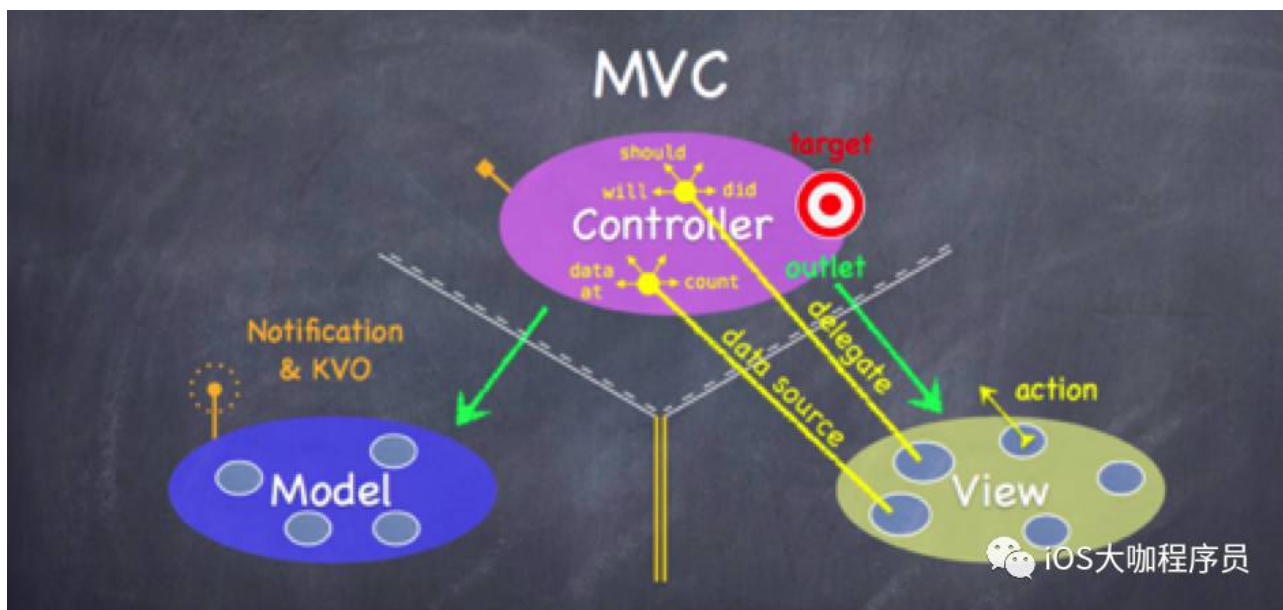 MVC
should
target
will
did
Controller
data
at
count
outlet
Notification
& KVO
delegate
data source
action
Model
View
iOS大咖程序员